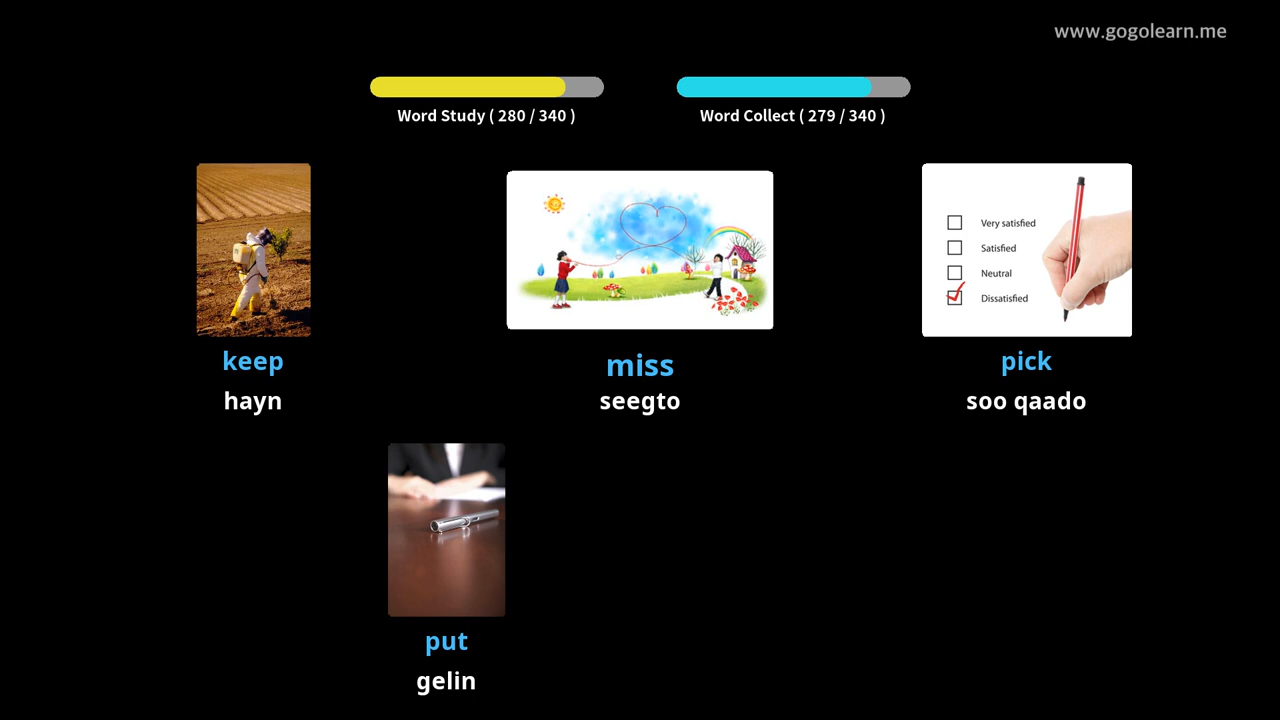 www.gogolearn.me
Word Study ( 280 / 340 )
Word Collect ( 279 / 340 )
Very satisfied
Satisfied
Neutral
Dissatisfied
keep
hayn
miss
seegto
pick
soo qaado
put
gelin